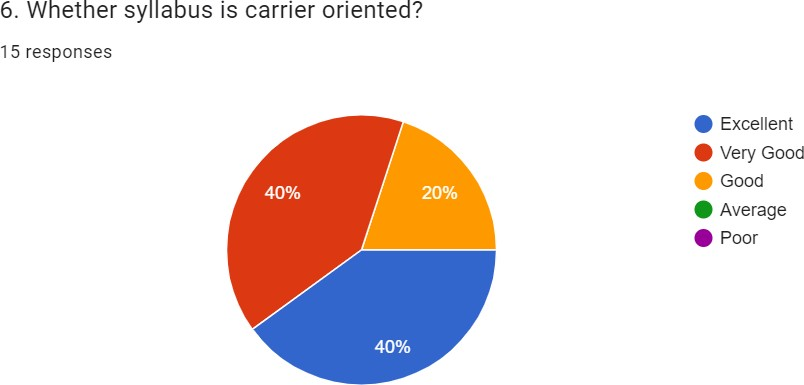 6. Whether syllabus is carrier oriented?
15 responses
40%
20%
40%
Excellent
Very Good
Good
Average
Poor